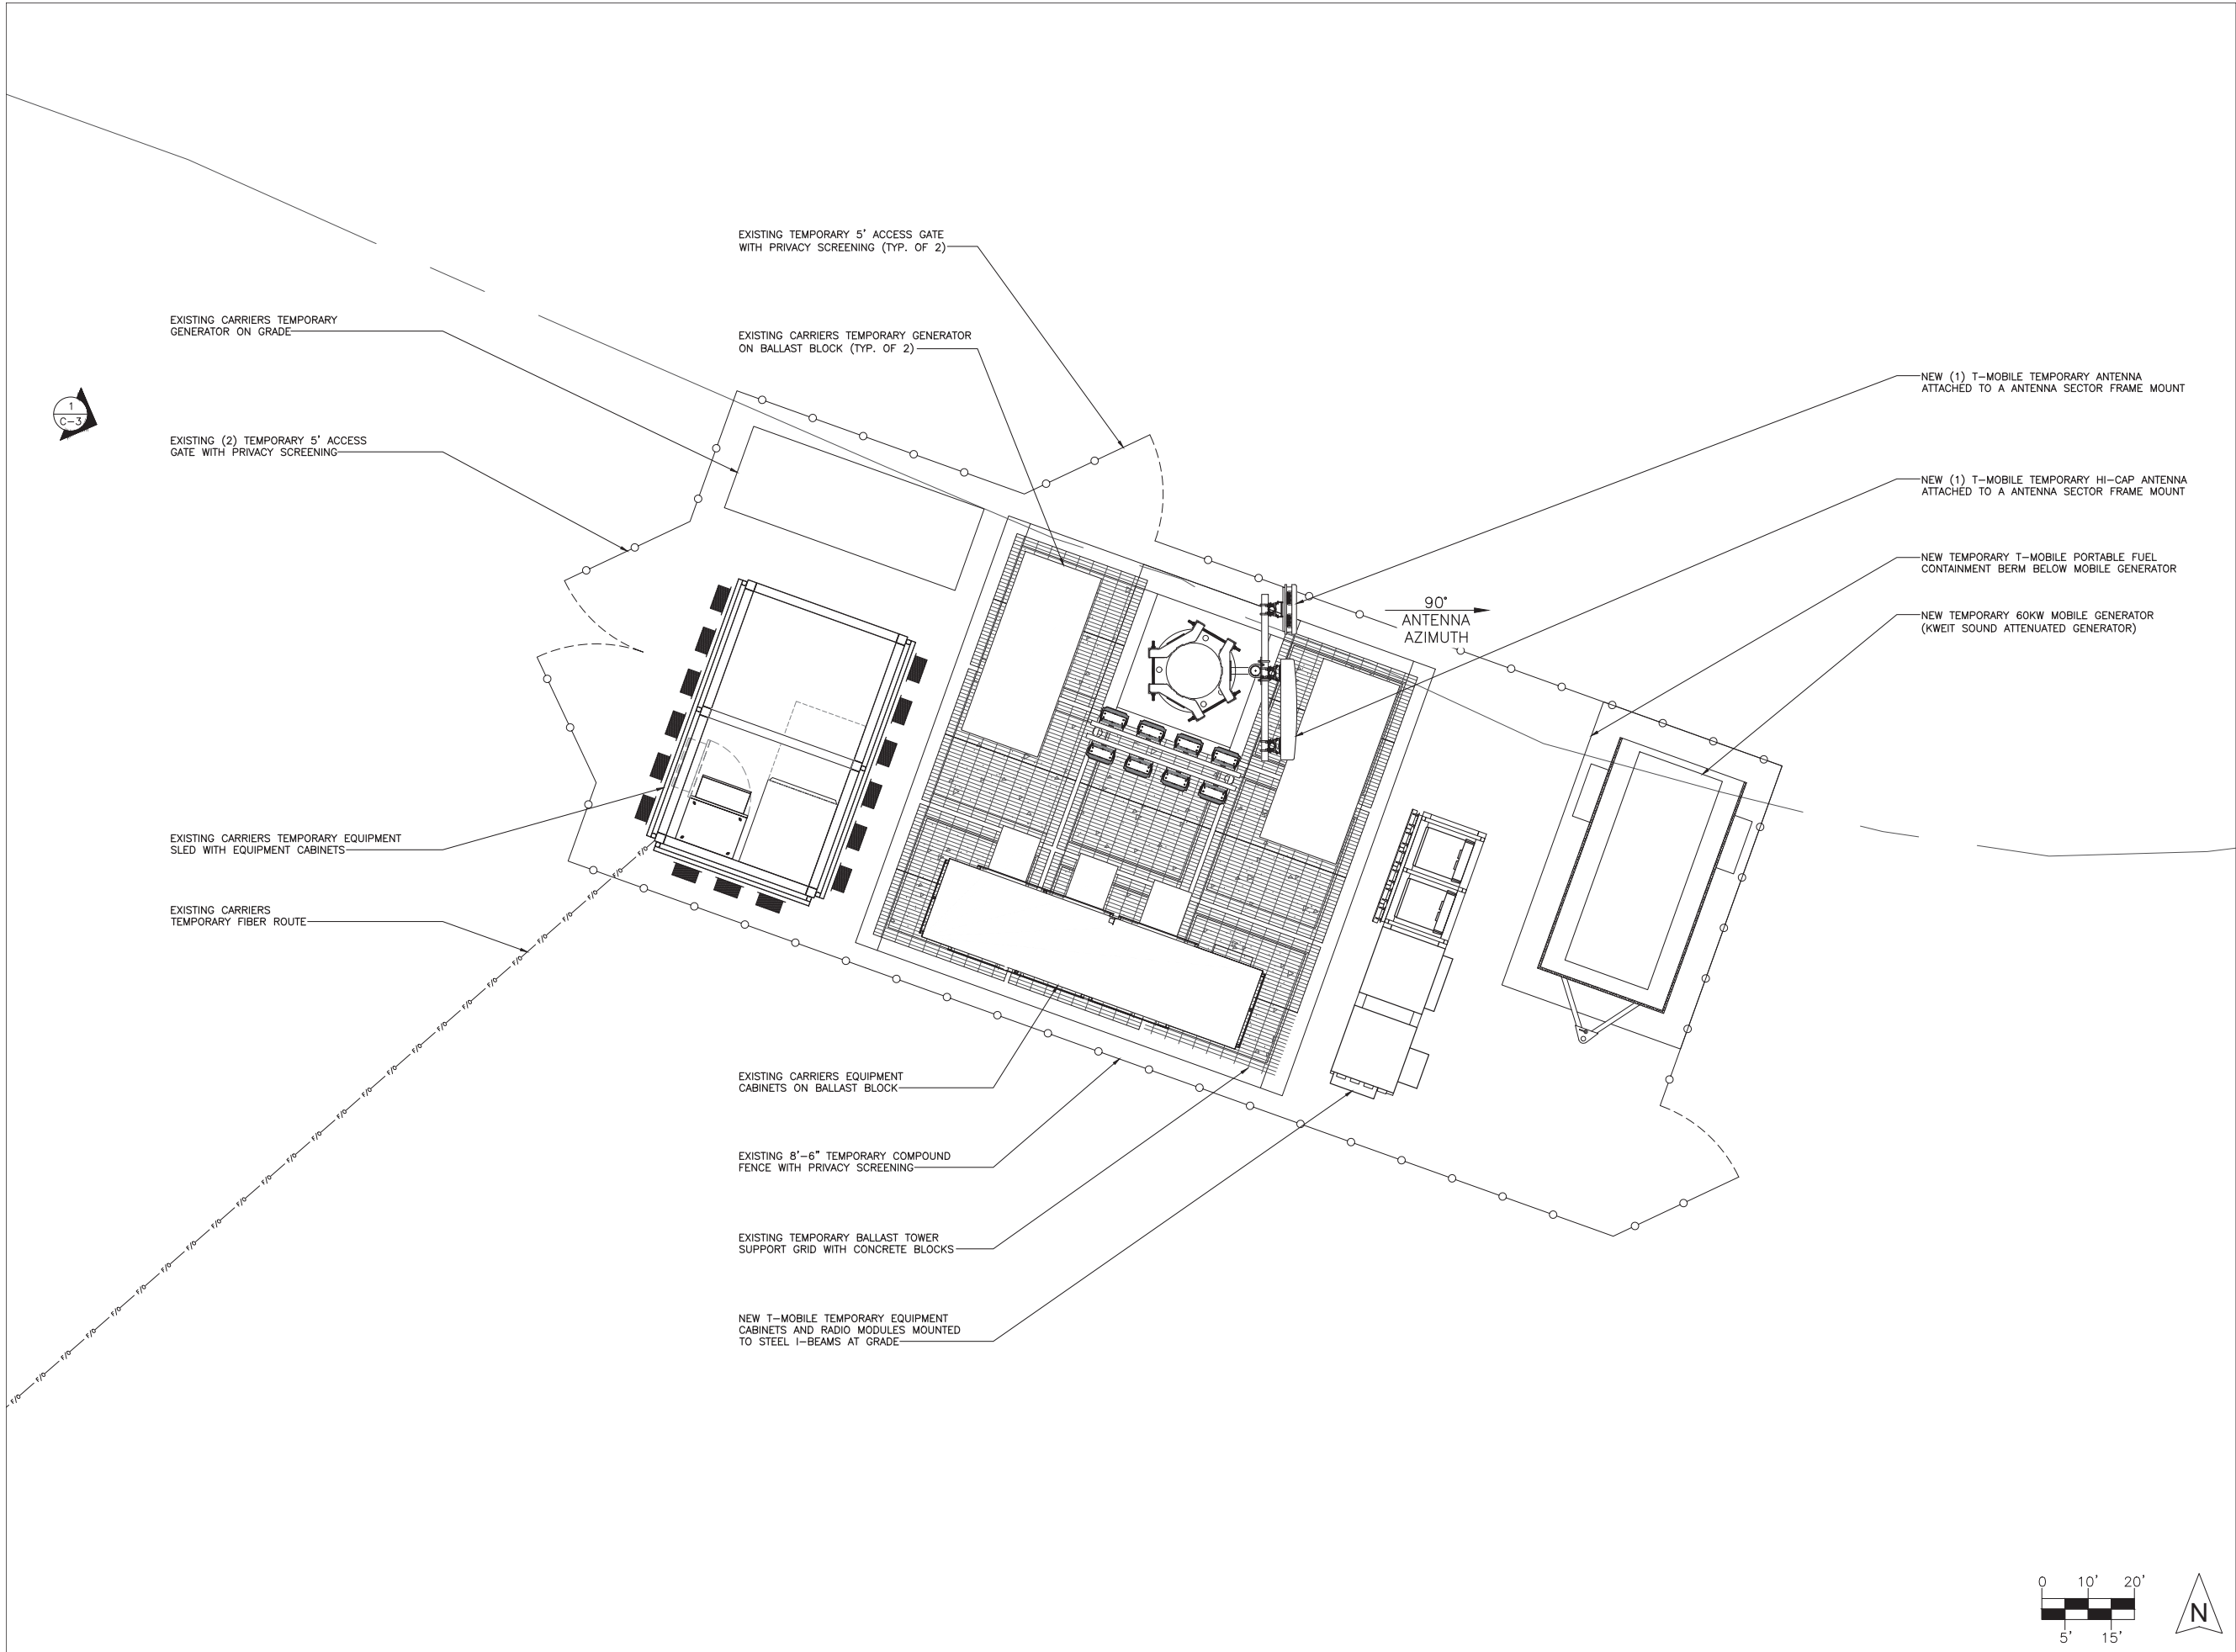 EXISTING TEMPORARY 5' ACCESS GATE
WITH PRIVACY SCREENING (TYP. OF 2)
EXISTING CARRIERS TEMPORARY
GENERATOR ON GRADE
EXISTING CARRIERS TEMPORARY GENERATOR
ON BALLAST BLOCK (TYP. OF 2)
NEW (1) T-MOBILE TEMPORARY ANTENNA
ATTACHED TO A ANTENNA SECTOR FRAME MOUNT
1
C-3
EXISTING (2) TEMPORARY 5' ACCESS
GATE WITH PRIVACY SCREENING
NEW (1) T-MOBILE TEMPORARY HI-CAP ANTENNA
ATTACHED TO A ANTENNA SECTOR FRAME MOUNT
NEW TEMPORARY T-MOBILE PORTABLE FUEL
CONTAINMENT BERM BELOW MOBILE GENERATOR
90°
ANTENNA
AZIMUTH
NEW TEMPORARY 60KW MOBILE GENERATOR
(KWEIT SOUND ATTENUATED GENERATOR)
EXISTING CARRIERS TEMPORARY EQUIPMENT
SLED WITH EQUIPMENT CABINETS
EXISTING CARRIERS
TEMPORARY FIBER ROUTE
F/O F/O F/O F/O F/O F/O F/O F/O F/O F/O F/O F/O F/O F/O F/O F/O F/O F/O F/O F/O F/O F/O F/O F/O F/O F/O
EXISTING CARRIERS EQUIPMENT
CABINETS ON BALLAST BLOCK
EXISTING 8'-6" TEMPORARY COMPOUND
FENCE WITH PRIVACY SCREENING
EXISTING TEMPORARY BALLAST TOWER
SUPPORT GRID WITH CONCRETE BLOCKS
NEW T-MOBILE TEMPORARY EQUIPMENT
CABINETS AND RADIO MODULES MOUNTED
TO STEEL I-BEAMS AT GRADE
0 10' 20'
5' 15'
N